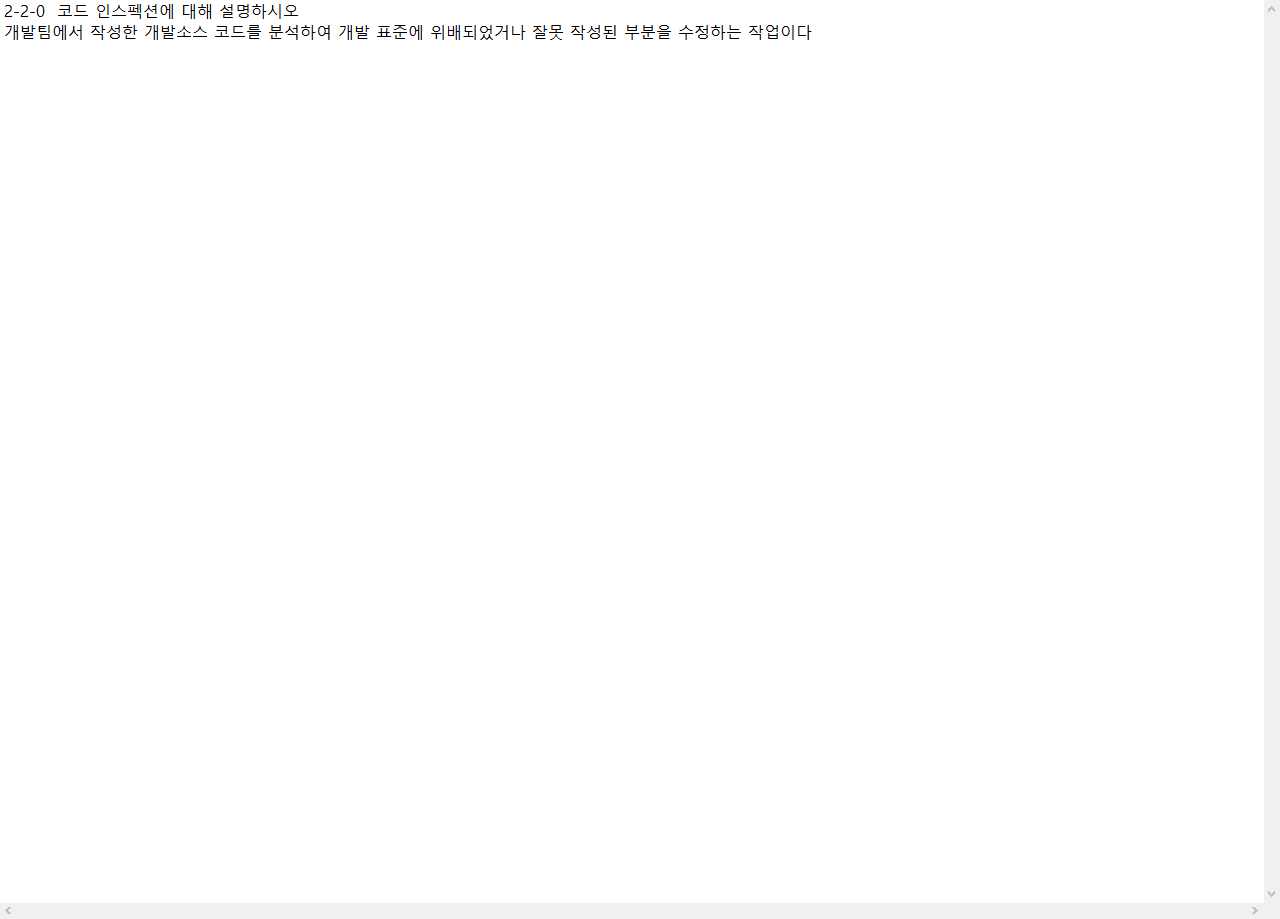 2-2-0  코드 인스펙션에 대해 설명하시오
개발팀에서 작성한 개발소스 코드를 분석하여 개발 표준에 위배되었거나 잘못 작성된 부분을 수정하는 작업이다